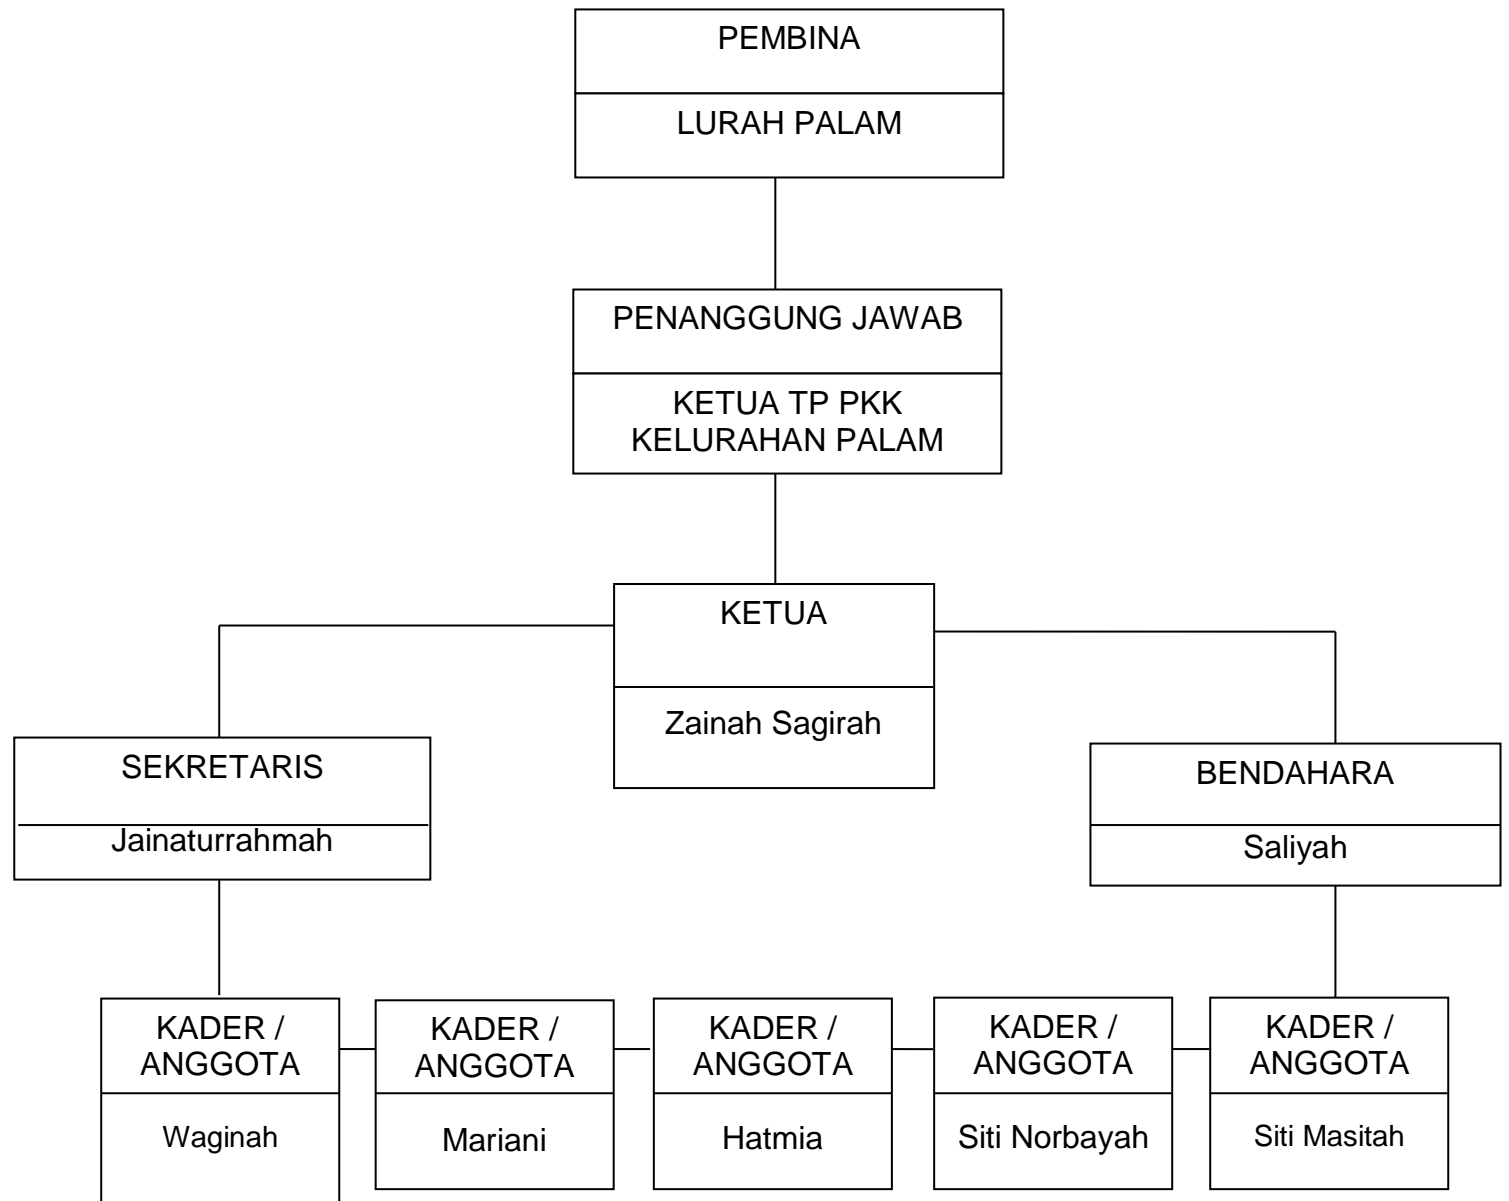 PEMBINA
LURAH PALAM
PENANGGUNG JAWAB
KETUA TP PKK
KELURAHAN PALAM
KETUA
Zainah Sagirah
SEKRETARIS
Jainaturrahmah
BENDAHARA
Saliyah
KADER /
ANGGOTA
Waginah
KADER /
ANGGOTA
Mariani
KADER /
ANGGOTA
Hatmia
KADER /
ANGGOTA
Siti Norbayah
KADER /
ANGGOTA
Siti Masitah